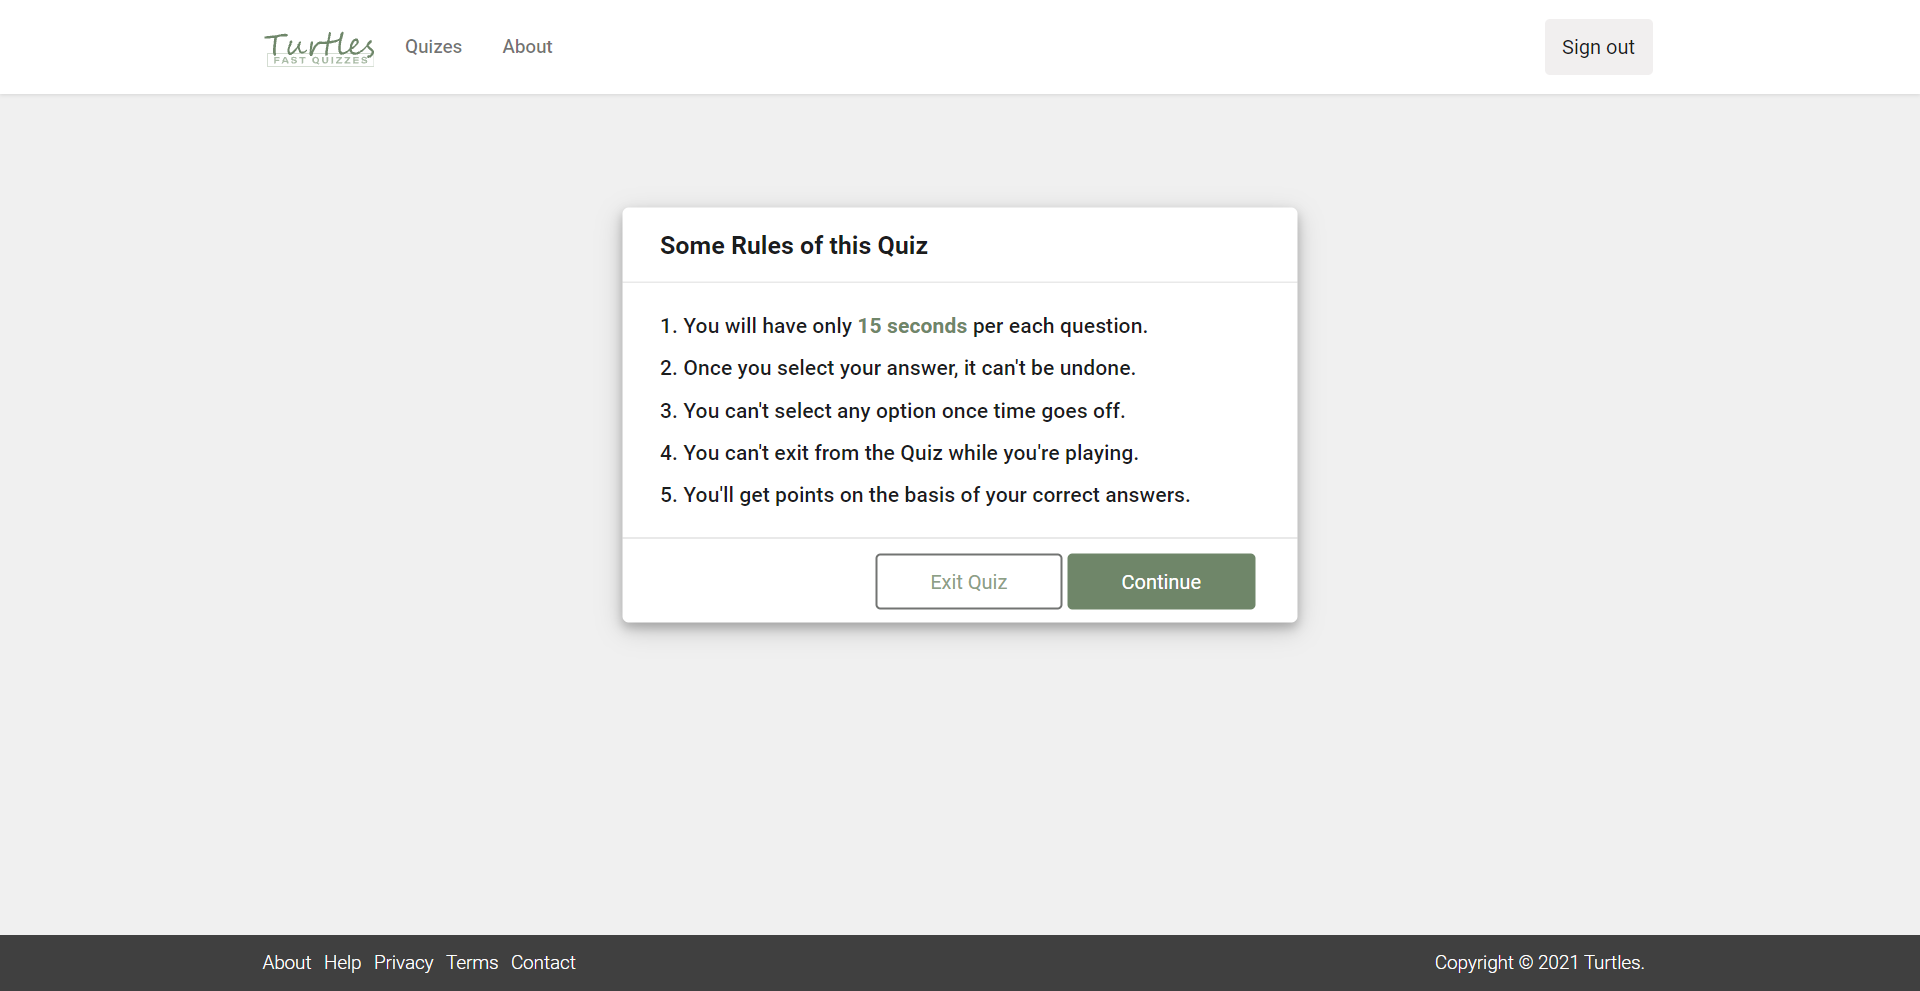 Turtles
FAST QUIZZES
Quizes
About
Sign out
Some Rules of this Quiz
1. You will have only 15 seconds per each question.
2. Once you select your answer, it can't be undone.
3. You can't select any option once time goes off.
4. You can't exit from the Quiz while you're playing.
5. You'll get points on the basis of your correct answers.
Exit Quiz
Continue
About Help Privacy Terms Contact
Copyright © 2021 Turtles.